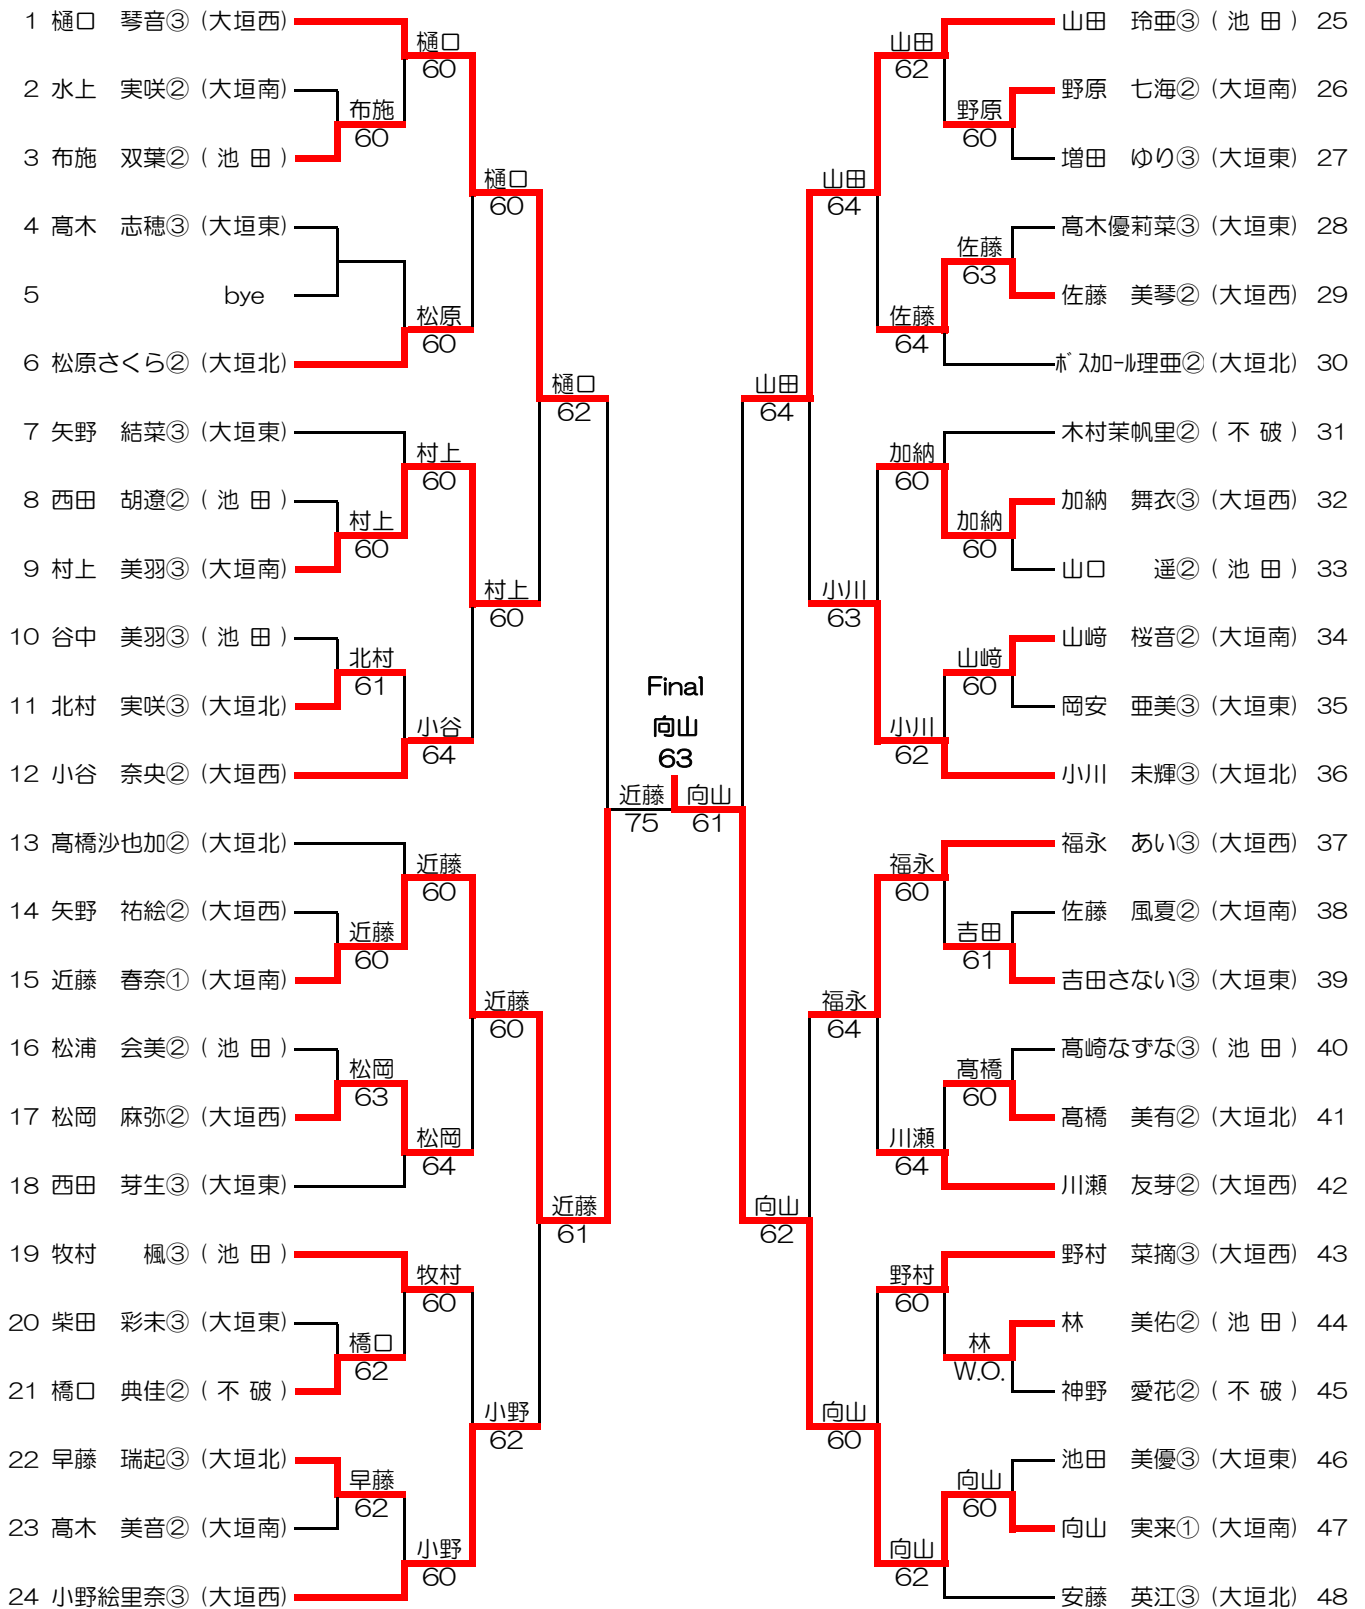 1 樋口　琴音③ (大垣西)
2 水上　実咲② (大垣南)
3 布施　双葉② ( 池 田 )
4 髙木　志穂③ (大垣東)
5 bye
6 松原さくら② (大垣北)
7 矢野　結菜③ (大垣東)
8 西田　胡遼② ( 池 田 )
9 村上　美羽③ (大垣南)
10 谷中　美羽③ ( 池 田 )
11 北村　実咲③ (大垣北)
12 小谷　奈央② (大垣西)
13 髙橋沙也加② (大垣北)
14 矢野　祐絵② (大垣西)
15 近藤　春奈① (大垣南)
16 松浦　会美② ( 池 田 )
17 松岡　麻弥② (大垣西)
18 西田　芽生③ (大垣東)
19 牧村　　楓③ ( 池 田 )
20 柴田　彩未③ (大垣東)
21 橋口　典佳② ( 不 破 )
22 早藤　瑞起③ (大垣北)
23 髙木　美音② (大垣南)
24 小野絵里奈③ (大垣西)
布施
60
村上
60
北村
61
近藤
60
松岡
63
橋口
62
早藤
62
樋口
60
松原
60
村上
60
小谷
64
近藤
60
松岡
64
牧村
60
小野
60
樋口
60
村上
60
近藤
60
小野
62
樋口
62
近藤
61
近藤
75
Final
向山
63
向山
61
山田
64
向山
62
山田
64
小川
63
福永
64
向山
60
山田
62
佐藤
64
加納
60
小川
62
福永
60
川瀬
64
野村
60
向山
62
野原
60
佐藤
63
加納
60
山﨑
60
吉田
61
髙橋
60
林
W.O.
向山
60
山田　玲亜③ ( 池 田 ) 25
野原　七海② (大垣南) 26
増田　ゆり③ (大垣東) 27
髙木優莉菜③ (大垣東) 28
佐藤　美琴② (大垣西) 29
ﾎﾞｽｶﾛｰﾙ理亜② (大垣北) 30
木村茉帆里② ( 不 破 ) 31
加納　舞衣③ (大垣西) 32
山口　　遥② ( 池 田 ) 33
山﨑　桜音② (大垣南) 34
岡安　亜美③ (大垣東) 35
小川　未輝③ (大垣北) 36
福永　あい③ (大垣西) 37
佐藤　風夏② (大垣南) 38
吉田さない③ (大垣東) 39
髙崎なずな③ ( 池 田 ) 40
髙橋　美有② (大垣北) 41
川瀬　友芽② (大垣西) 42
野村　菜摘③ (大垣西) 43
林　　美佑② ( 池 田 ) 44
神野　愛花② ( 不 破 ) 45
池田　美優③ (大垣東) 46
向山　実来① (大垣南) 47
安藤　英江③ (大垣北) 48